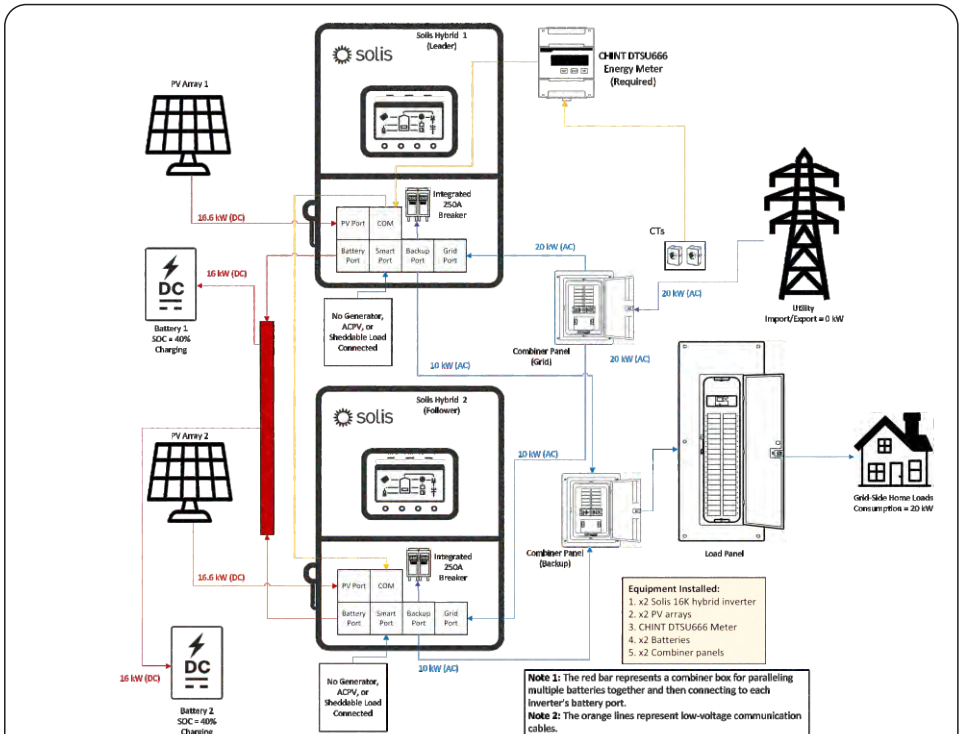 Solis Hybrid 1
(Leader)
solis
CHINT DTSU666
Energy Meter
(Required)
PV Array 1
Integrated
250A
Breaker
16.6 kW (DC)
PV Port
COM
Battery
Port
Smart
Port
Backup
Port
Grid
Port
CTs
20 kW (AC)
20 kW (AC)
16 kW (DC)
DC
Battery 1
SOC = 40%
Charging
No Generator,
ACPV, or
Sheddable Load
Connected
Utility
Import/Export = 0 kW
Combiner Panel
(Grid)
20 kW (AC)
10 kW (AC)
Solis Hybrid 2
(Follower)
solis
PV Array 2
10 kW (AC)
Grid-Side Home Loads
Consumption = 20 kW
Combiner Panel
(Backup)
Load Panel
Integrated
250A
Breaker
16.6 kW (DC)
PV Port
COM
Battery
Port
Smart
Port
Backup
Port
Grid
Port
Equipment Installed:
1. x2 Solis 16K hybrid inverter
2. x2 PV arrays
3. CHINT DTSU666 Meter
4. x2 Batteries
5. x2 Combiner panels
DC
16 kW (DC)
10 kW (AC)
Battery 2
SOC = 40%
Charging
No Generator,
ACPV, or
Sheddable Load
Connected
Note 1: The red bar represents a combiner box for paralleling
multiple batteries together and then connecting to each
inverter's battery port.
Note 2: The orange lines represent low-voltage communication
cables.